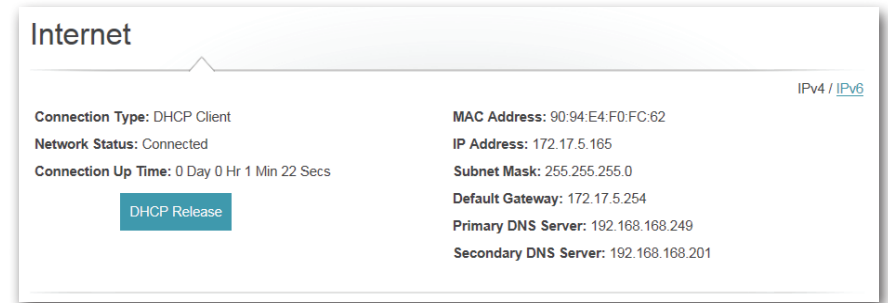 Internet
IPv4 / IPv6
Connection Type: DHCP Client
Network Status: Connected
Connection Up Time: 0 Day 0 Hr 1 Min 22 Secs
DHCP Release
MAC Address: 90:94:E4:F0:FC:62
IP Address: 172.17.5.165
Subnet Mask: 255.255.255.0
Default Gateway: 172.17.5.254
Primary DNS Server: 192.168.168.249
Secondary DNS Server: 192.168.168.201